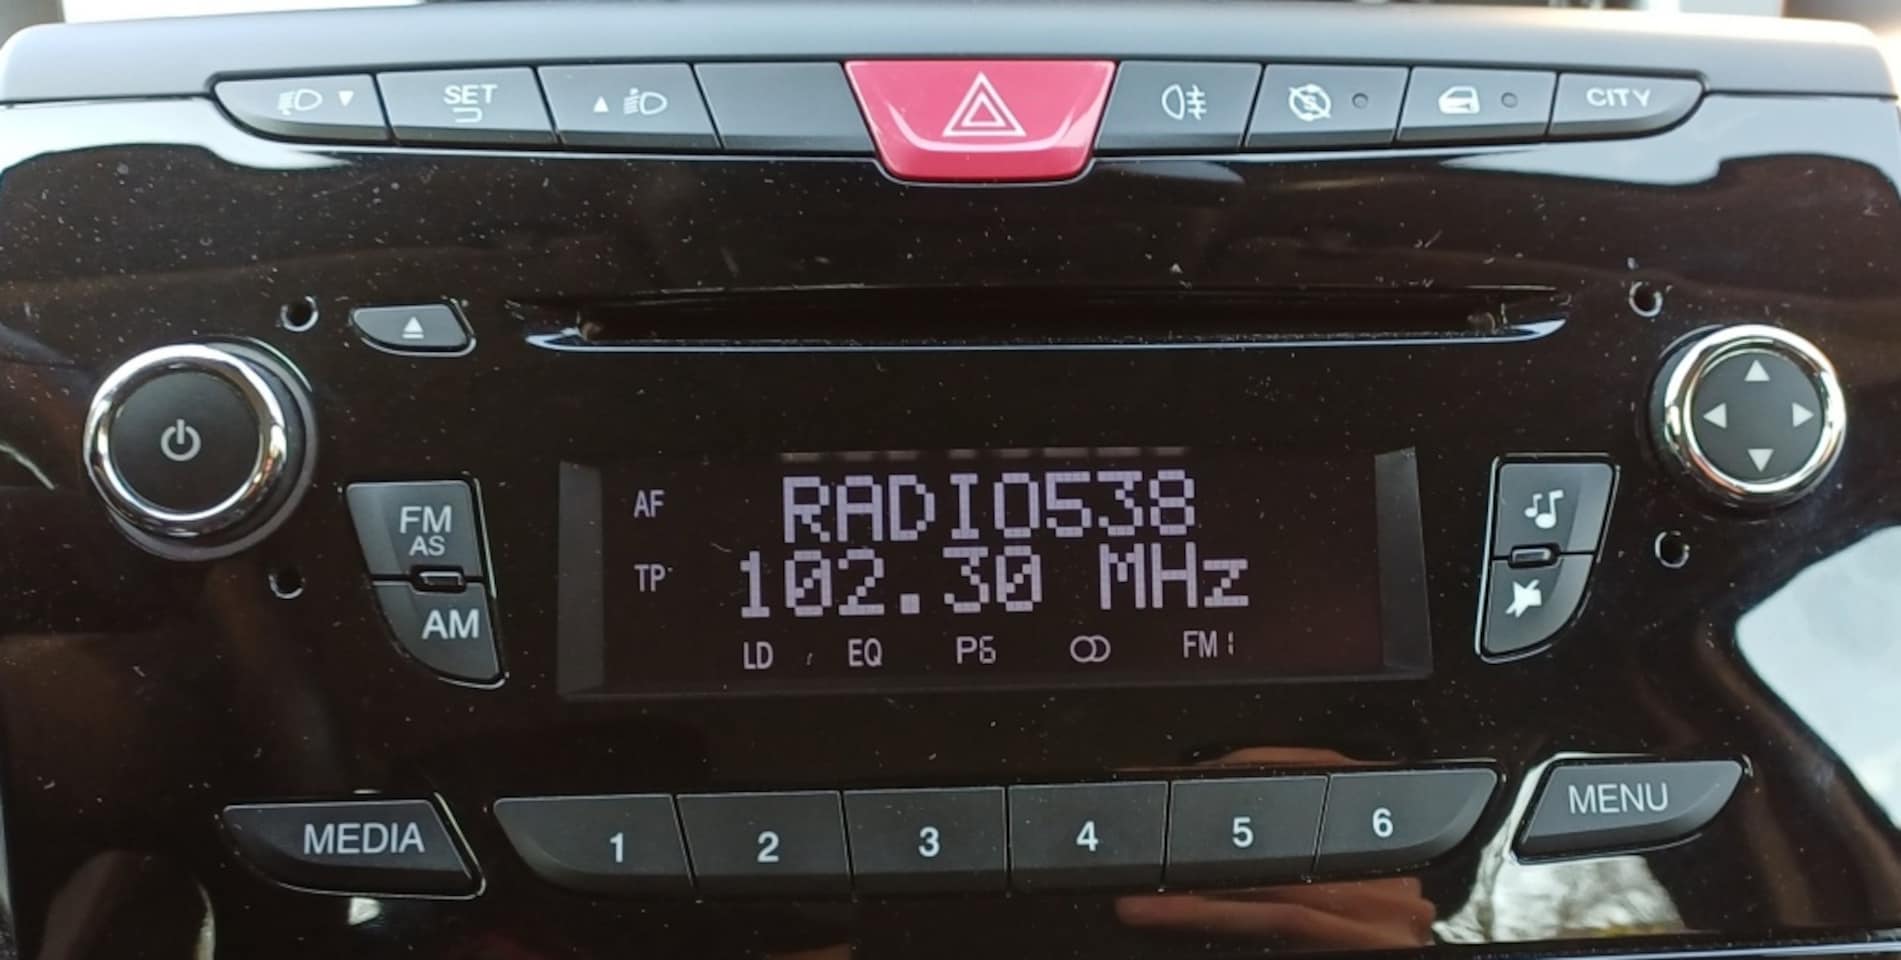 SET
CITY
FM
AS
AM
AF
RADIO538
TP
102.30 MHz
LD EQ P6 FM 1
MEDIA
1 2 3 4 5 6
MENU